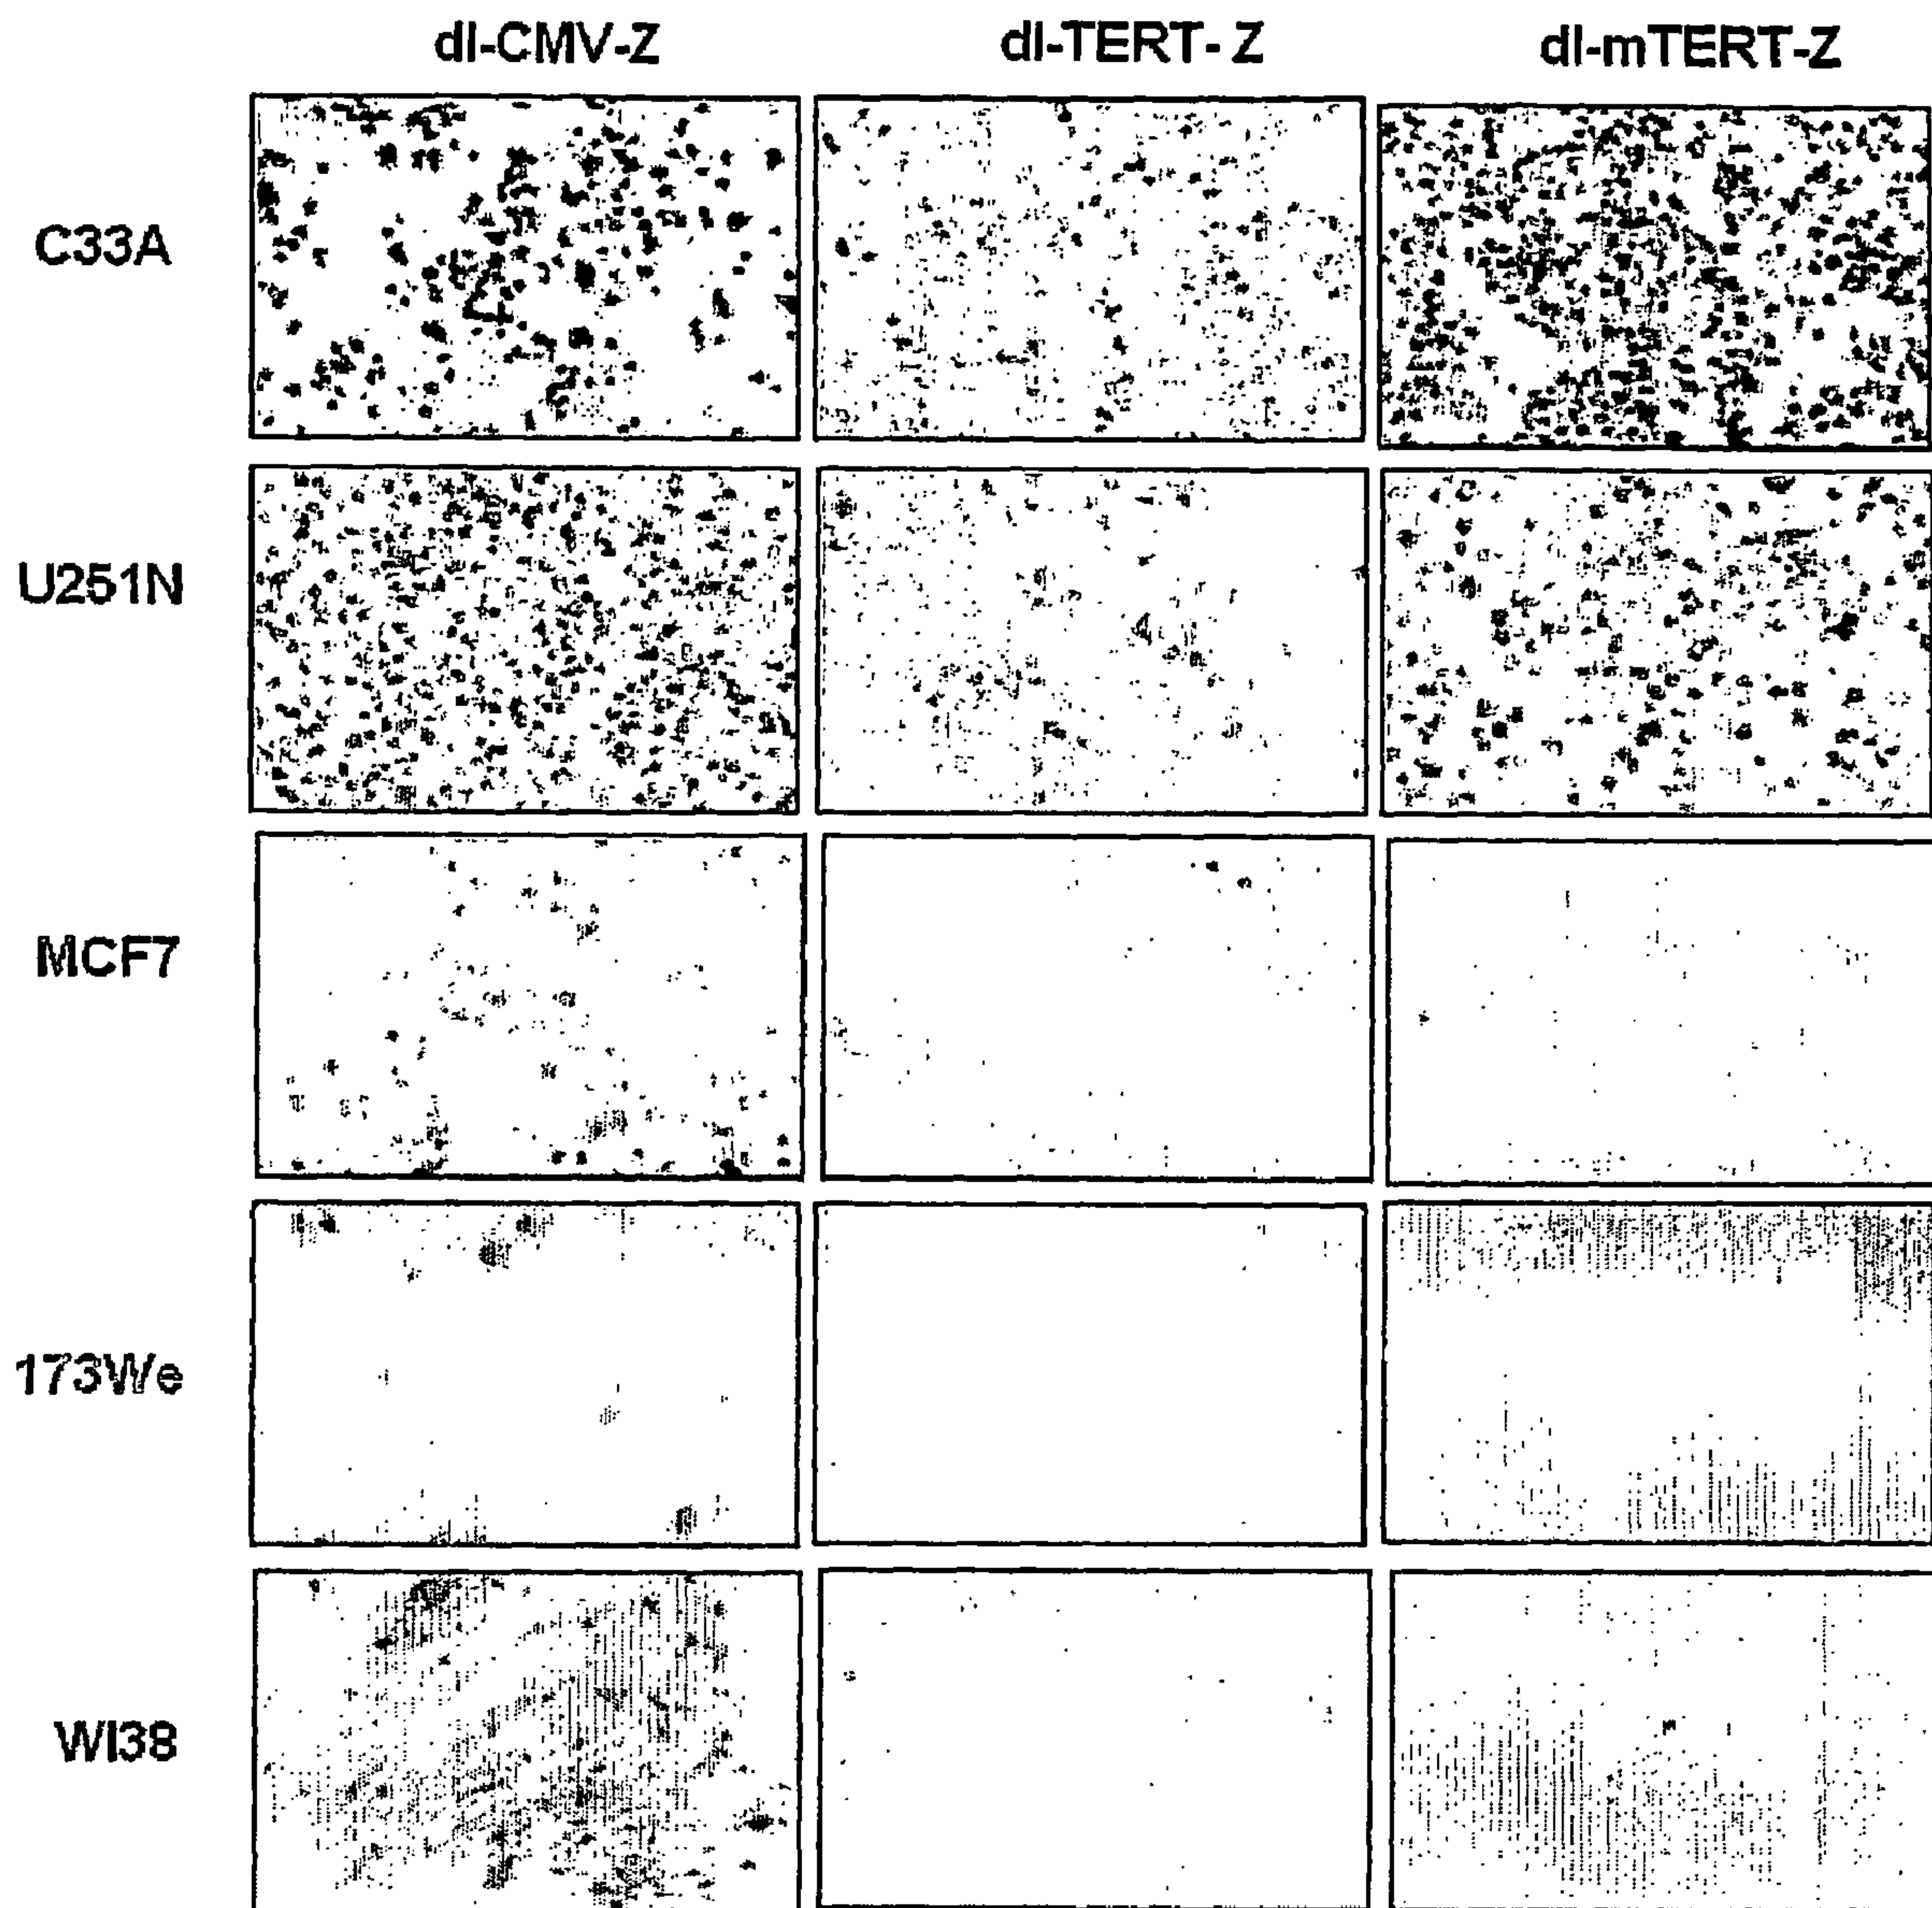 dl-CMV-Z dl-TERT- Z dl-mTERT-Z
C33A
U251N
MCF7
173We
WI38